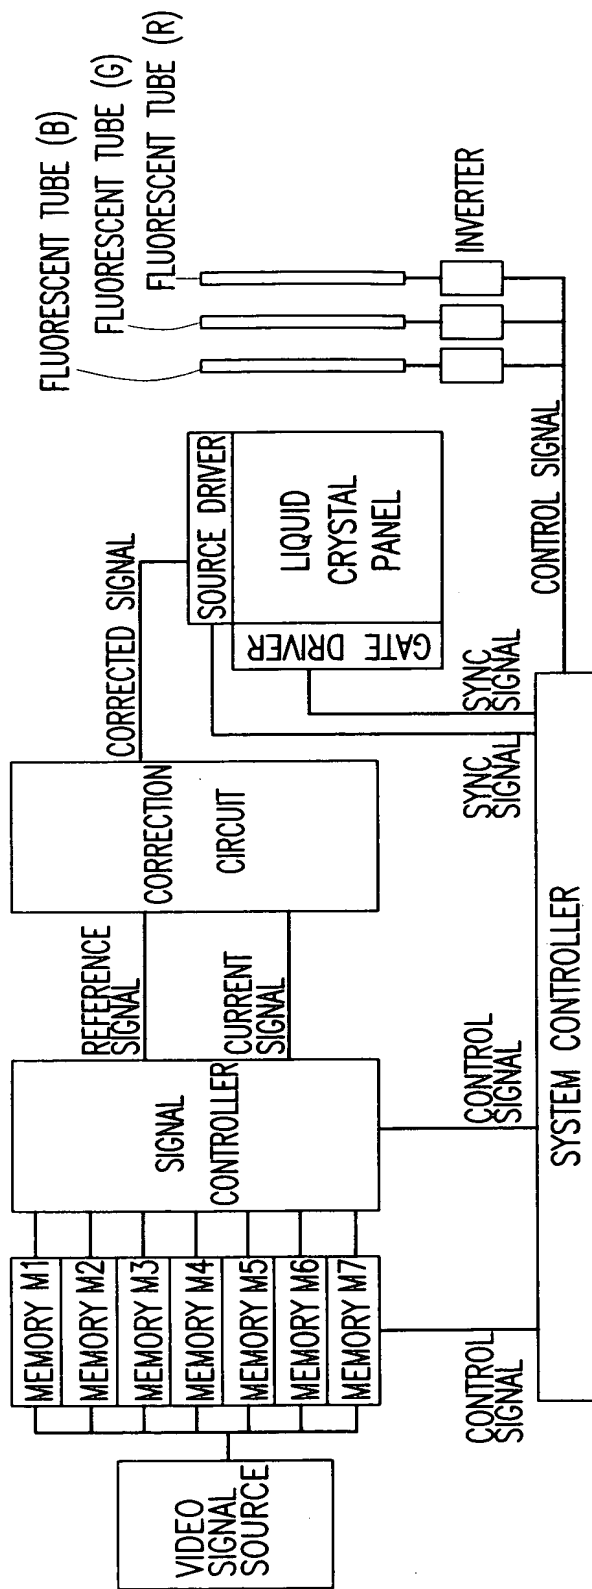 VIDEO
SIGNAL
SOURCE
MEMORY M1
MEMORY M2
MEMORY M3
MEMORY M4
MEMORY M5
MEMORY M6
MEMORY M7
CONTROL
SIGNAL
SIGNAL
CONTROLLER
CONTROL
SIGNAL
REFERENCE
SIGNAL
CURRENT
SIGNAL
CORRECTION
CIRCUIT
CORRECTED SIGNAL
SOURCE DRIVER
GATE DRIVER
LIQUID
CRYSTAL
PANEL
SYNC
SIGNAL
SYNC
SIGNAL
FLUORESCENT TUBE (B)
FLUORESCENT TUBE (G)
FLUORESCENT TUBE (R)
INVERTER
CONTROL SIGNAL
SYSTEM CONTROLLER